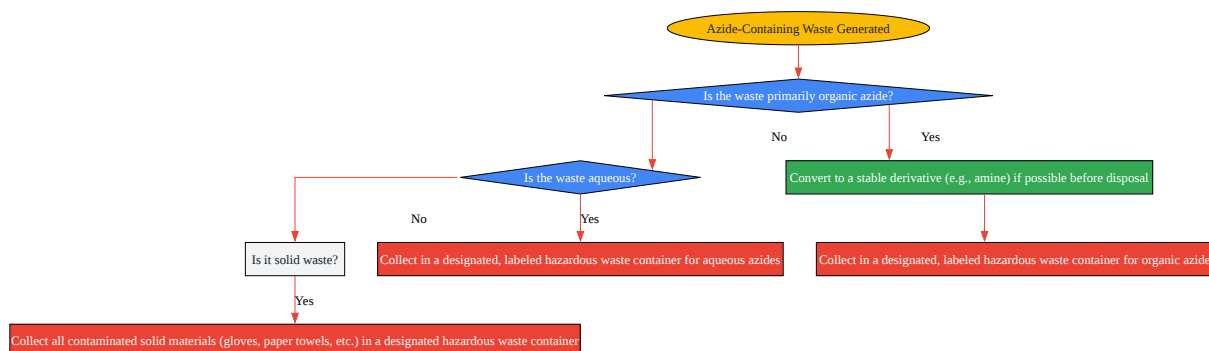 Azide-Containing Waste Generated
Is the waste primarily organic azide?
No
Yes
Is the waste aqueous?
Convert to a stable derivative (e.g., amine) if possible before disposal
No
Yes
Is it solid waste?
Collect in a designated, labeled hazardous waste container for aqueous azides
Collect in a designated, labeled hazardous waste container for organic azide
Yes
Collect all contaminated solid materials (gloves, paper towels, etc.) in a designated hazardous waste container